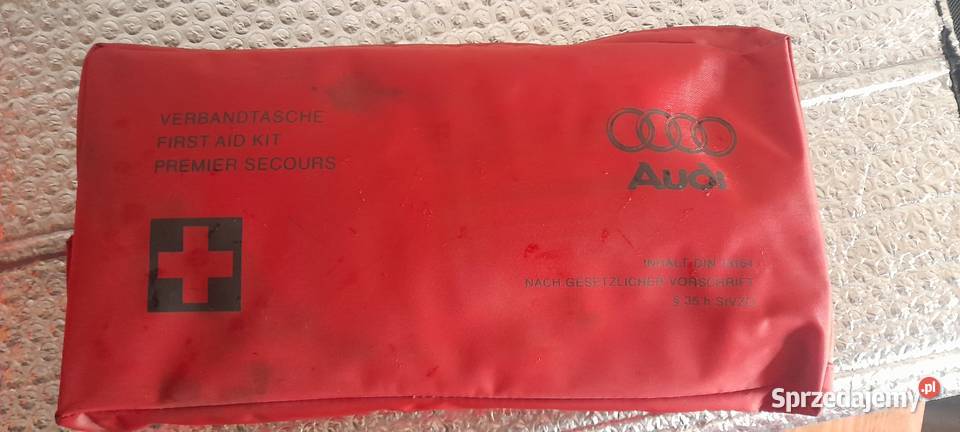 VERBANDTASCHE
FIRST AID KIT
PREMIER SECOURS
Audi
INHALT DIN
NACH GESETZLICHER VORSCHRIFT
§ 35 h StVZO
Sprzedajemy.pl